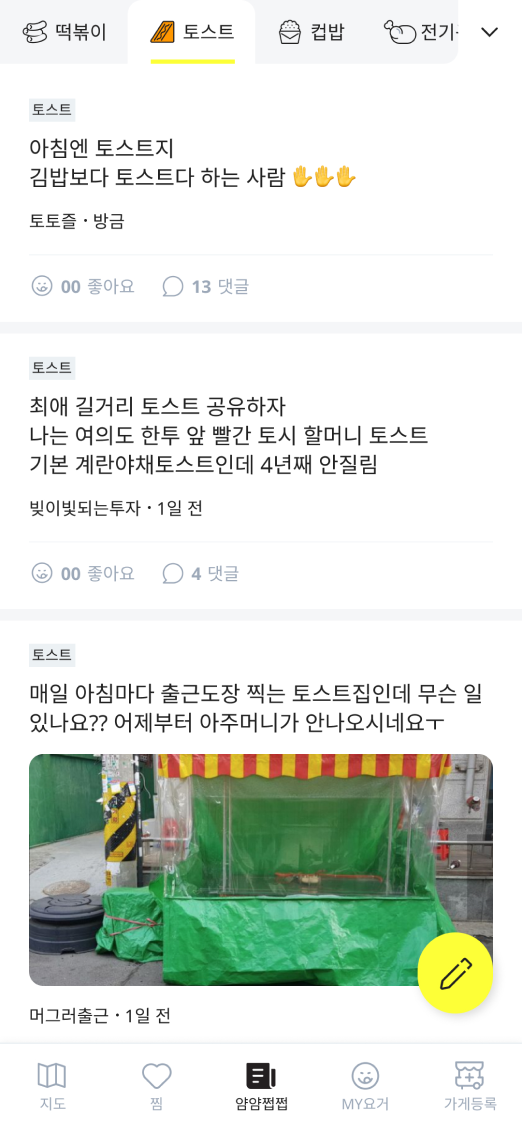 떡볶이 토스트 컵밥 전기
토스트
아침엔 토스트지
김밥보다 토스트다 하는 사람 ✋✋✋
토토즐 · 방금
00 좋아요 13 댓글
토스트
최애 길거리 토스트 공유하자
나는 여의도 한투 앞 빨간 토시 할머니 토스트
기본 계란야채토스트인데 4년째 안질림
빚이빛되는투자 · 1일 전
00 좋아요 4 댓글
토스트
매일 아침마다 출근도장 찍는 토스트집인데 무슨 일
있나요?? 어제부터 아주머니가 안나오시네요ㅜ
머그러출근 · 1일 전
지도 찜 얌얌쩝쩝 MY요거 가게등록